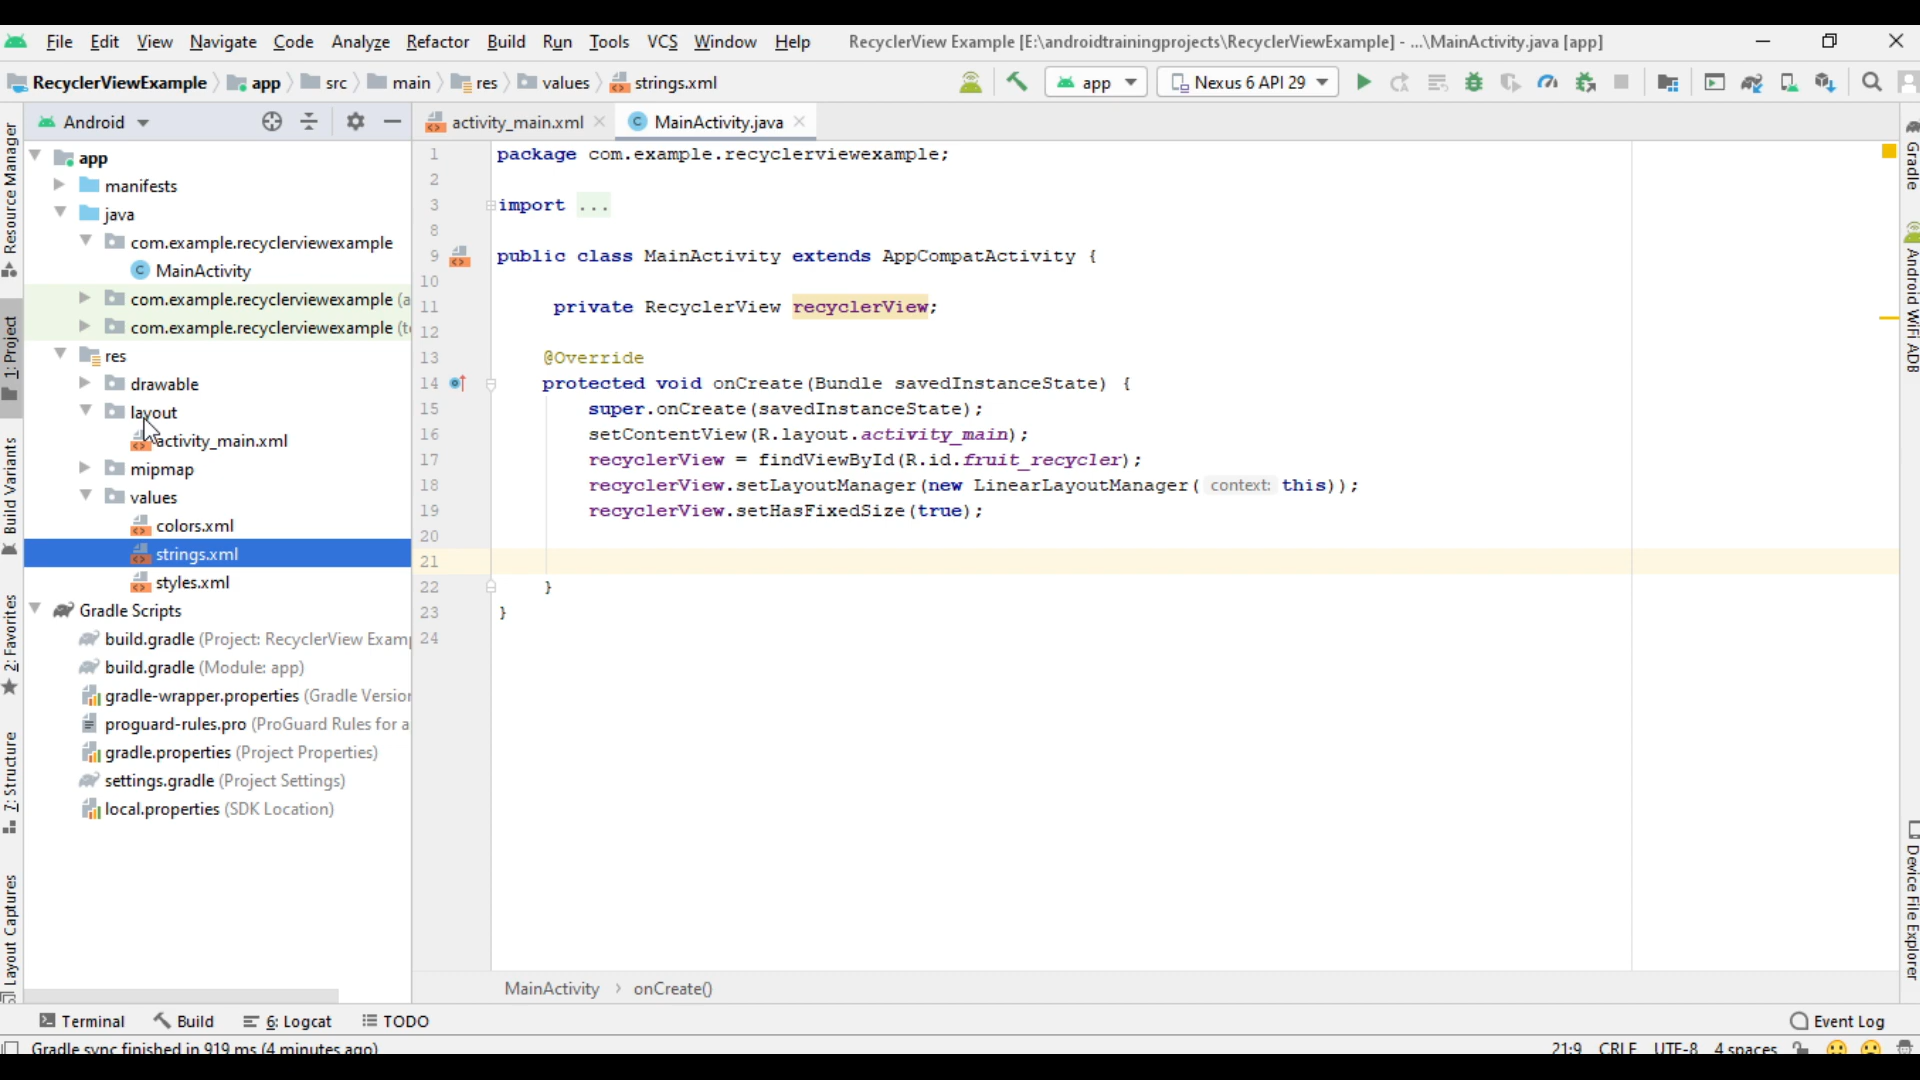 File Edit View Navigate Code Analyze Refactor Build Run Tools VCS Window Help RecyclerView Example [E:\androidtrainingprojects\RecyclerViewExample] - ...\MainActivity.java [app]
RecyclerViewExample app src main res values strings.xml app Nexus 6 API 29
Android activity_main.xml MainActivity.java
Resource Manager
1: Project
Build Variants
2: Favorites
7: Structure
Layout Captures
app
manifests
java
com.example.recyclerviewexample
MainActivity
com.example.recyclerviewexample (a
com.example.recyclerviewexample (t
res
drawable
layout
activity_main.xml
mipmap
values
colors.xml
strings.xml
styles.xml
Gradle Scripts
build.gradle (Project: RecyclerView Exam
build.gradle (Module: app)
gradle-wrapper.properties (Gradle Version
proguard-rules.pro (ProGuard Rules for a
gradle.properties (Project Properties)
settings.gradle (Project Settings)
local.properties (SDK Location)
1 package com.example.recyclerviewexample;
2
3 import ...
8
9 public class MainActivity extends AppCompatActivity {
10
11 private RecyclerView recyclerView;
12
13 @Override
14 protected void onCreate(Bundle savedInstanceState) {
15 super.onCreate(savedInstanceState);
16 setContentView(R.layout.activity_main);
17 recyclerView = findViewById(R.id.fruit_recycler);
18 recyclerView.setLayoutManager(new LinearLayoutManager( context: this));
19 recyclerView.setHasFixedSize(true);
20
21
22 }
23 }
24
MainActivity › onCreate()
Gradle
Android WiFi ADB
Device File Explorer
Terminal Build 6: Logcat TODO Event Log
Gradle sync finished in 919 ms (4 minutes ago) 21:9 CRLF UTF-8 4 spaces